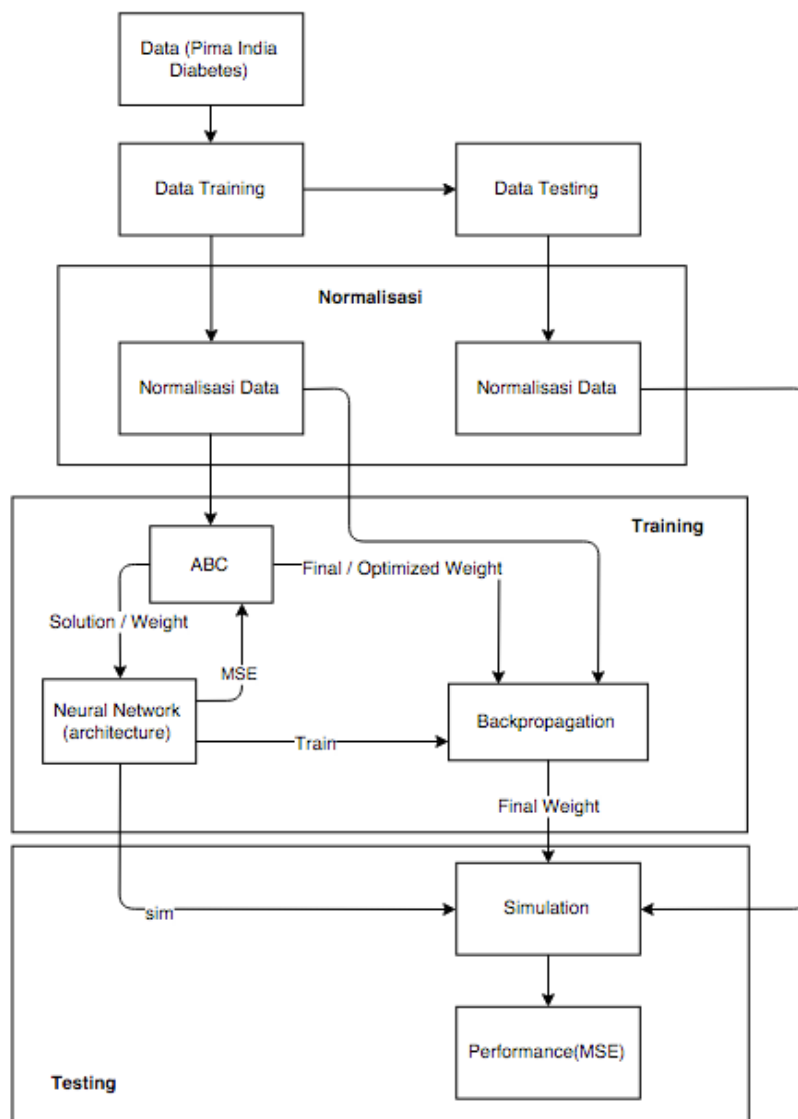 Data (Pima India
Diabetes)
Data Training
Data Testing
Normalisasi
Normalisasi Data
Normalisasi Data
Training
ABC
Final / Optimized Weight
Solution / Weight
MSE
Neural Network
(architecture)
Backpropagation
Train
Final Weight
sim
Simulation
Performance(MSE)
Testing